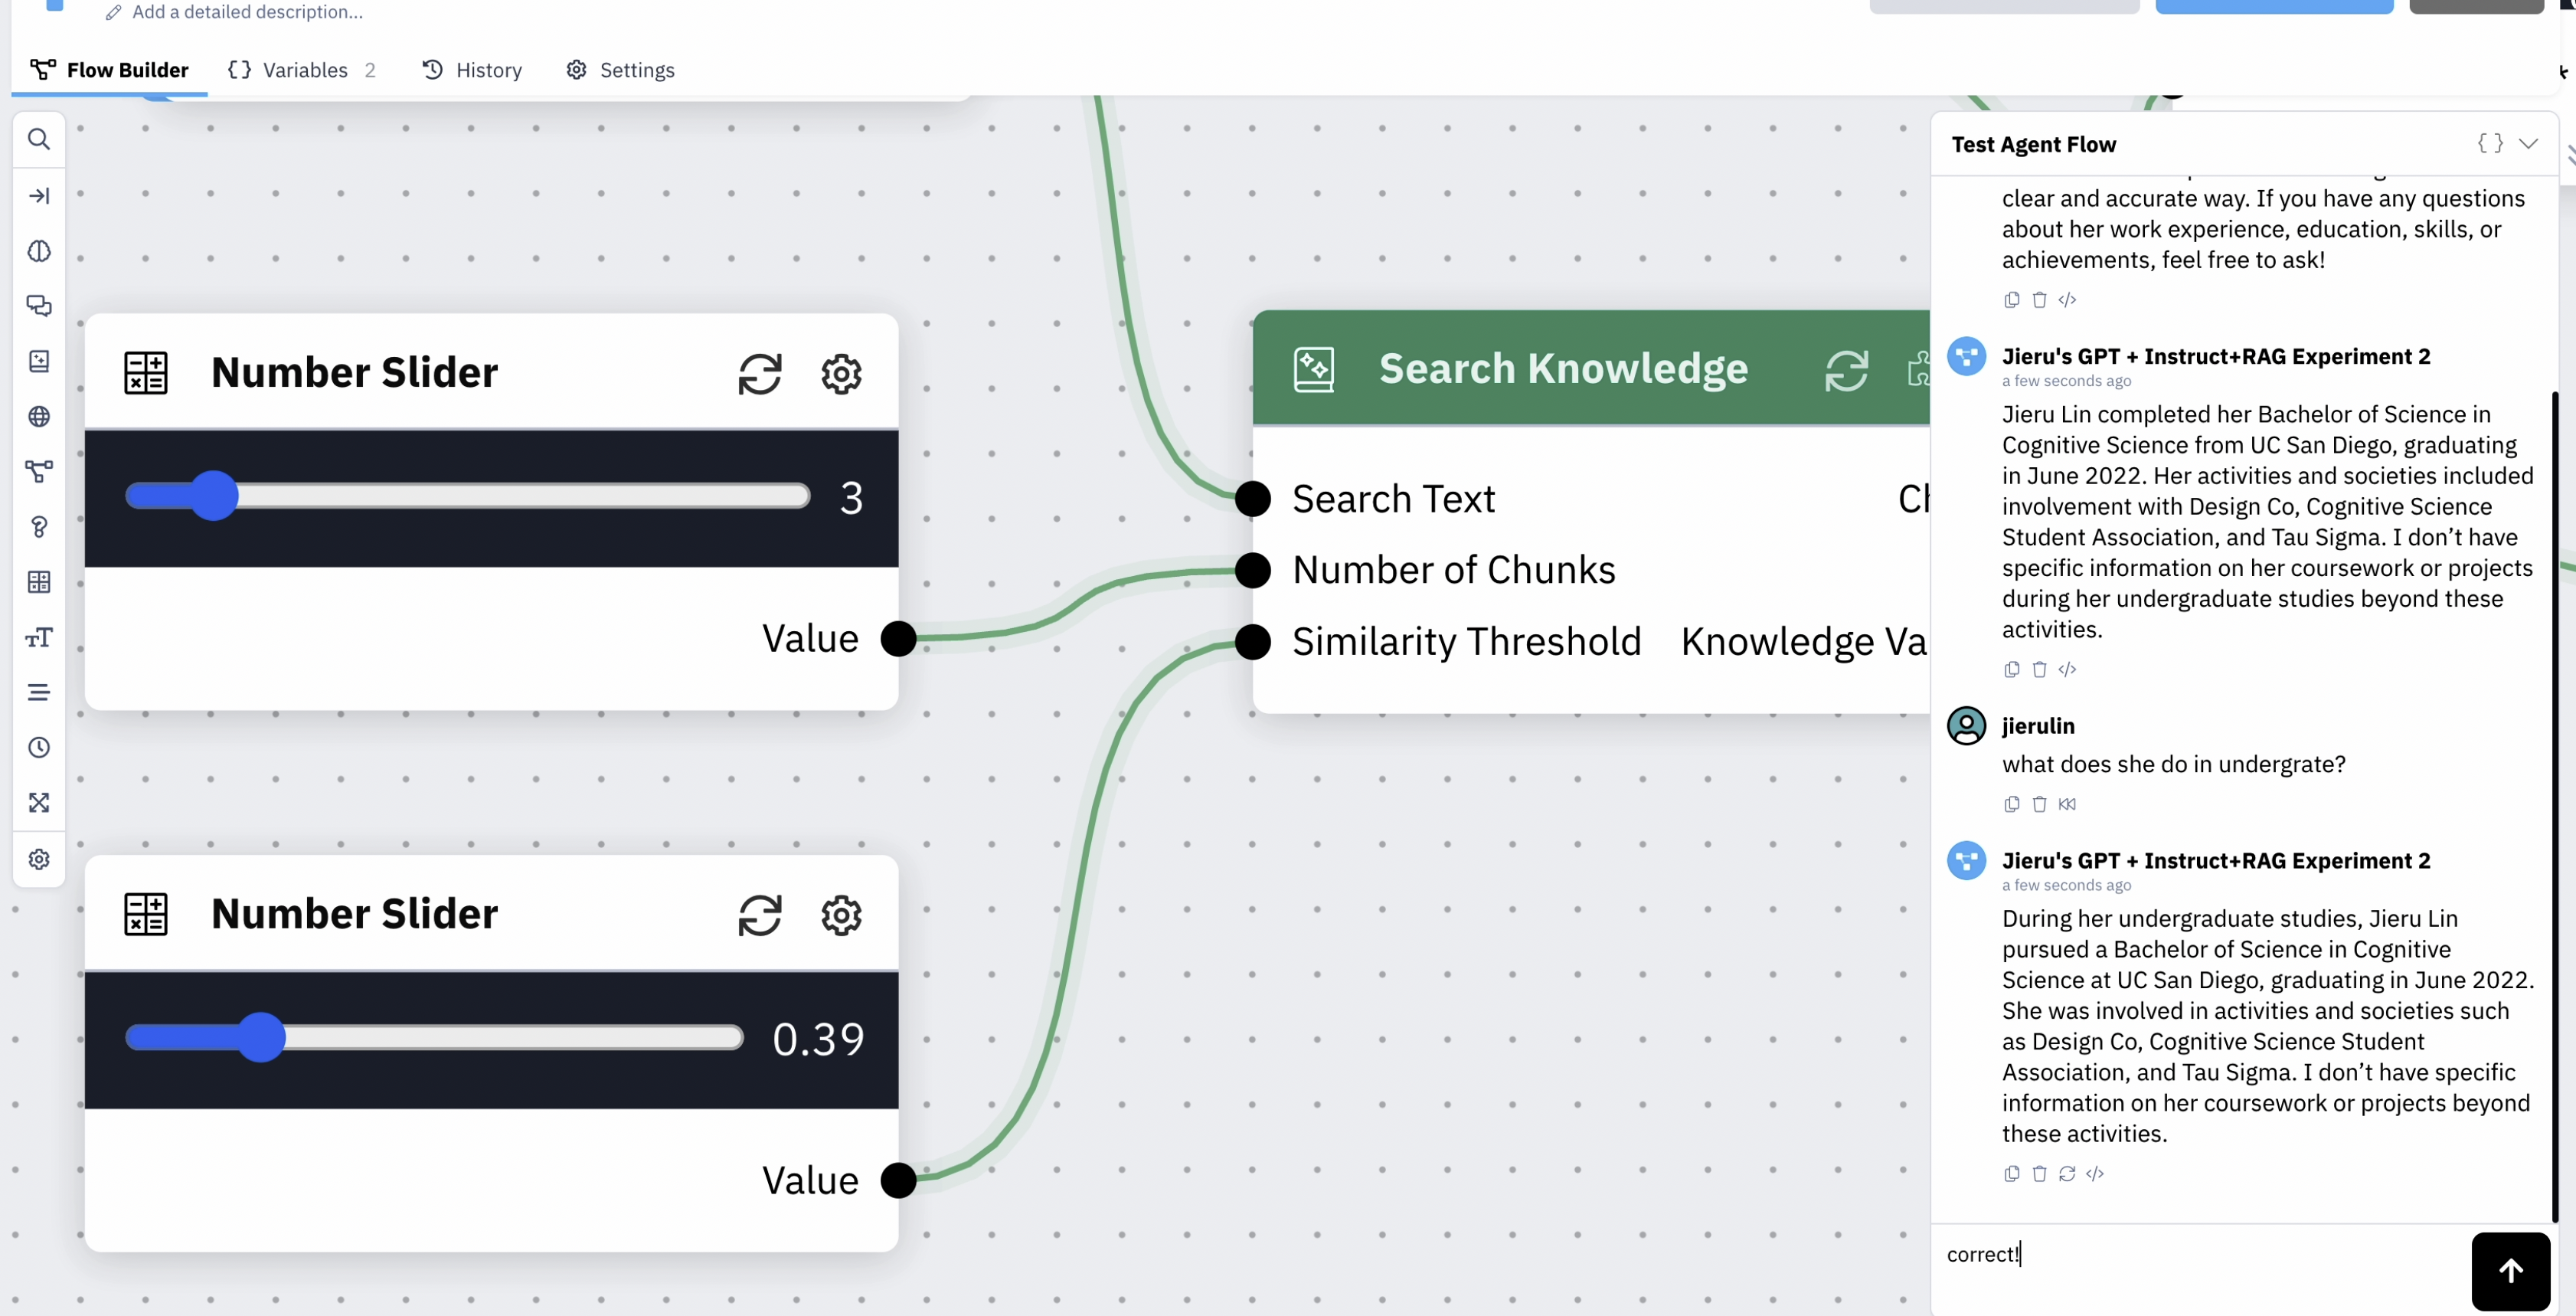 Add a detailed description...
Flow Builder
Variables 2
History
Settings
Number Slider
3
Value
Number Slider
0.39
Value
Search Knowledge
Search Text
Number of Chunks
Similarity Threshold
Knowledge
Test Agent Flow
clear and accurate way. If you have any questions
about her work experience, education, skills, or
achievements, feel free to ask!
Jieru's GPT + Instruct+RAG Experiment 2
a few seconds ago
Jieru Lin completed her Bachelor of Science in
Cognitive Science from UC San Diego, graduating
in June 2022. Her activities and societies included
involvement with Design Co, Cognitive Science
Student Association, and Tau Sigma. I don’t have
specific information on her coursework or projects
during her undergraduate studies beyond these
activities.
jierulin
what does she do in undergrate?
Jieru's GPT + Instruct+RAG Experiment 2
a few seconds ago
During her undergraduate studies, Jieru Lin
pursued a Bachelor of Science in Cognitive
Science at UC San Diego, graduating in June 2022.
She was involved in activities and societies such
as Design Co, Cognitive Science Student
Association, and Tau Sigma. I don’t have specific
information on her coursework or projects beyond
these activities.
correct!